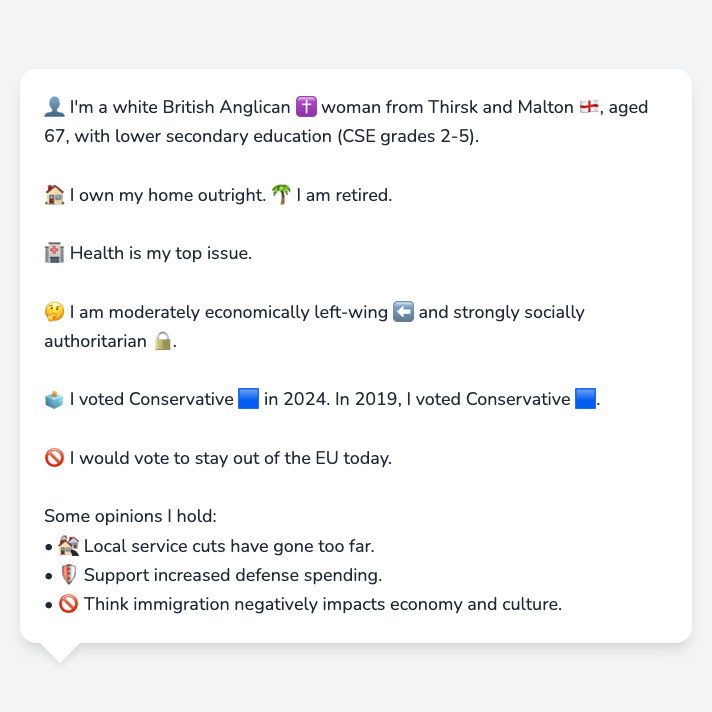 👤 I'm a white British Anglican ✝️ woman from Thirsk and Malton 🏴󠁧󠁢󠁥󠁮󠁧󠁿, aged
67, with lower secondary education (CSE grades 2-5).
🏠 I own my home outright. 🌴 I am retired.
🏥 Health is my top issue.
🤔 I am moderately economically left-wing ⬅️ and strongly socially
authoritarian 🔒.
🗳️ I voted Conservative 🟦 in 2024. In 2019, I voted Conservative 🟦.
🚫 I would vote to stay out of the EU today.
Some opinions I hold:
• 🏚️ Local service cuts have gone too far.
• 🛡️ Support increased defense spending.
• 🚫 Think immigration negatively impacts economy and culture.